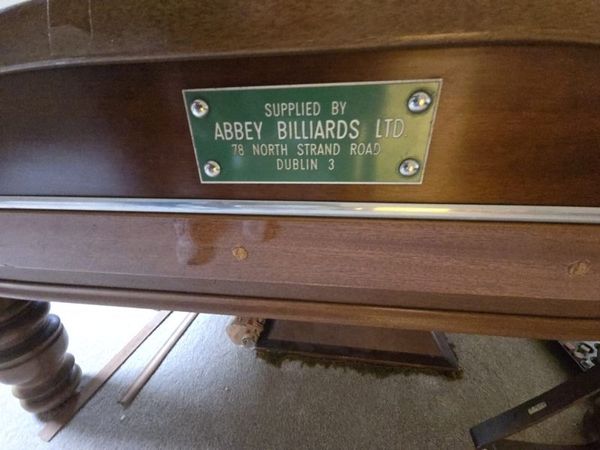 SUPPLIED BY
ABBEY BILLIARDS LTD.
78 NORTH STRAND ROAD
DUBLIN 3